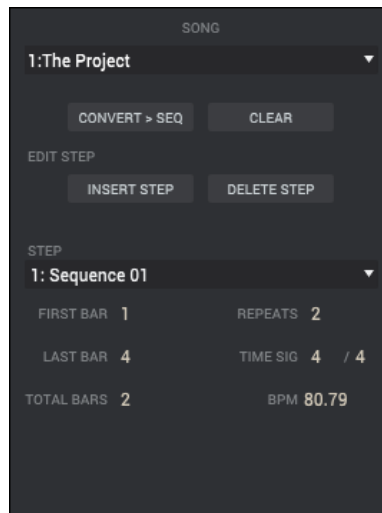 SONG
1:The Project
CONVERT > SEQ CLEAR
EDIT STEP
INSERT STEP DELETE STEP
STEP
1: Sequence 01
FIRST BAR 1 REPEATS 2
LAST BAR 4 TIME SIG 4 / 4
TOTAL BARS 2 BPM 80.79